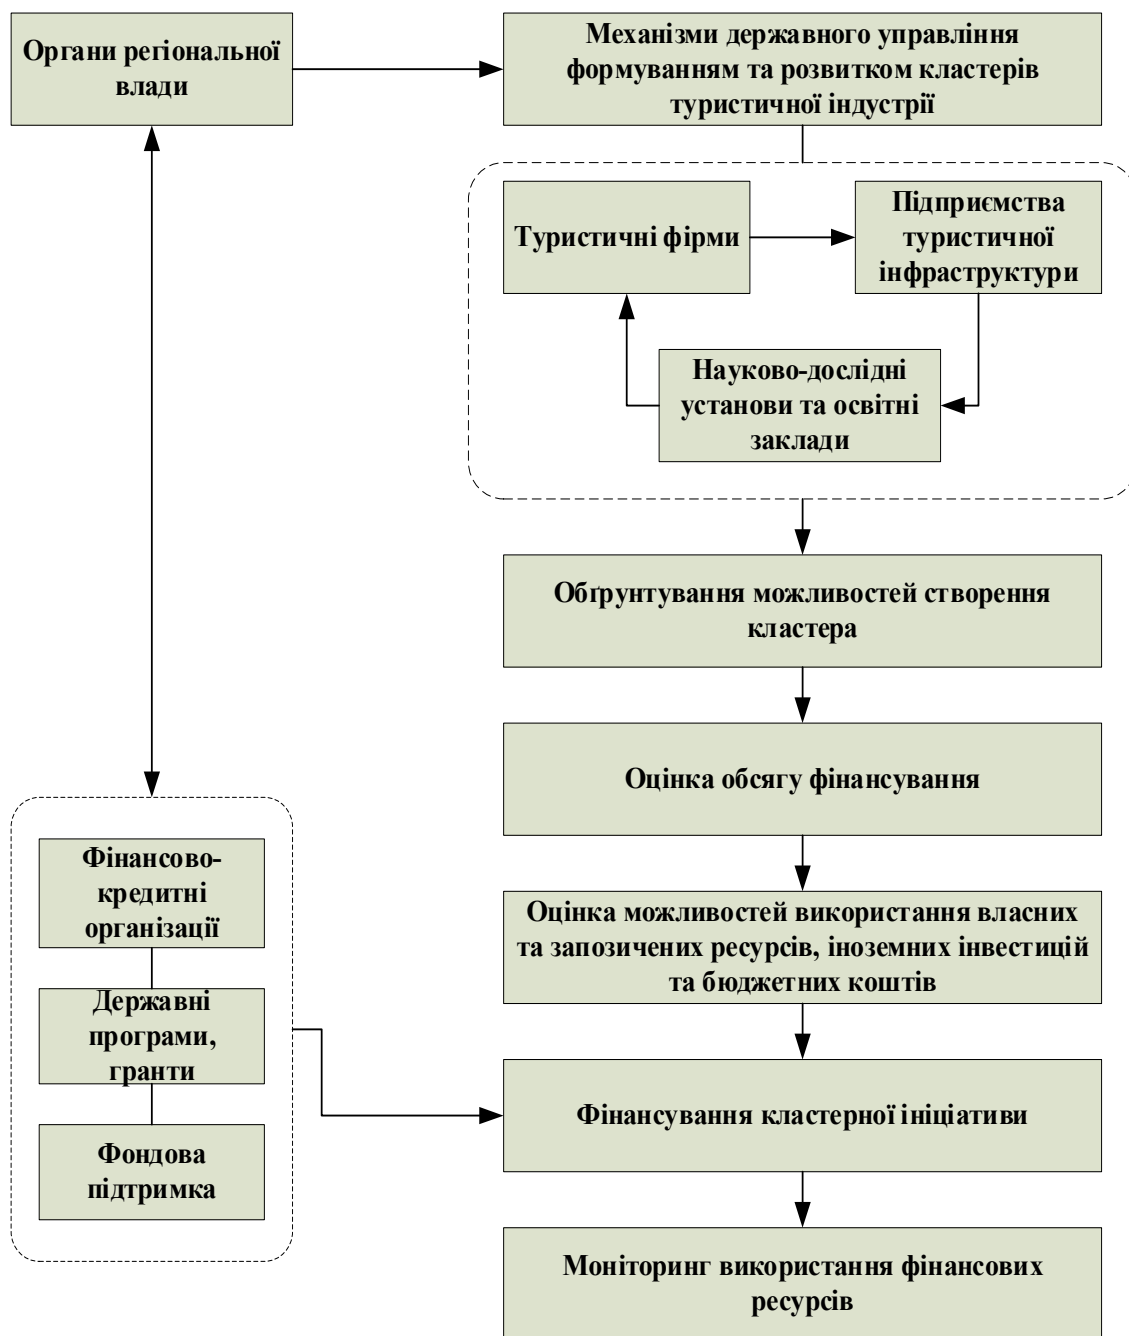 Органи регіональної
влади
Механізми державного управління
формуванням та розвитком кластерів
туристичної індустрії
Туристичні фірми
Підприємства
туристичної
інфраструктури
Науково-дослідні
установи та освітні
заклади
Обґрунтування можливостей створення
кластера
Оцінка обсягу фінансування
Фінансово-
кредитні
організації
Державні
програми,
гранти
Фондова
підтримка
Оцінка можливостей використання власних
та запозичених ресурсів, іноземних інвестицій
та бюджетних коштів
Фінансування кластерної ініціативи
Моніторинг використання фінансових
ресурсів